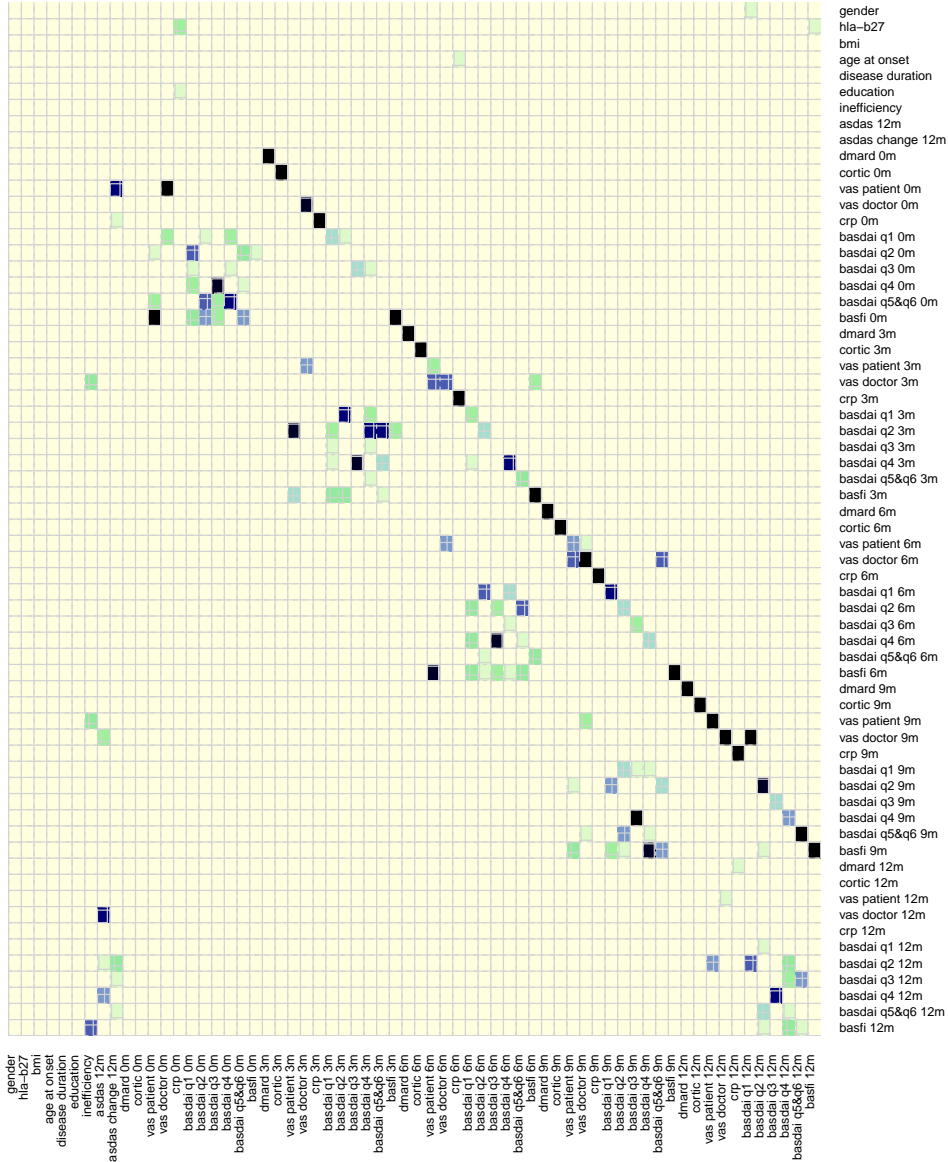 gender
hla−b27
bmi
age at onset
disease duration
education
inefficiency
asdas 12m
asdas change 12m
dmard 0m
cortic 0m
vas patient 0m
vas doctor 0m
crp 0m
basdai q1 0m
basdai q2 0m
basdai q3 0m
basdai q4 0m
basdai q5&q6 0m
basfi 0m
dmard 3m
cortic 3m
vas patient 3m
vas doctor 3m
crp 3m
basdai q1 3m
basdai q2 3m
basdai q3 3m
basdai q4 3m
basdai q5&q6 3m
basfi 3m
dmard 6m
cortic 6m
vas patient 6m
vas doctor 6m
crp 6m
basdai q1 6m
basdai q2 6m
basdai q3 6m
basdai q4 6m
basdai q5&q6 6m
basfi 6m
dmard 9m
cortic 9m
vas patient 9m
vas doctor 9m
crp 9m
basdai q1 9m
basdai q2 9m
basdai q3 9m
basdai q4 9m
basdai q5&q6 9m
basfi 9m
dmard 12m
cortic 12m
vas patient 12m
vas doctor 12m
crp 12m
basdai q1 12m
basdai q2 12m
basdai q3 12m
basdai q4 12m
basdai q5&q6 12m
basfi 12m
gender
hla−b27
bmi
age at onset
disease duration
education
inefficiency
asdas 12m
asdas change 12m
dmard 0m
cortic 0m
vas patient 0m
vas doctor 0m
crp 0m
basdai q1 0m
basdai q2 0m
basdai q3 0m
basdai q4 0m
basdai q5&q6 0m
basfi 0m
dmard 3m
cortic 3m
vas patient 3m
vas doctor 3m
crp 3m
basdai q1 3m
basdai q2 3m
basdai q3 3m
basdai q4 3m
basdai q5&q6 3m
basfi 3m
dmard 6m
cortic 6m
vas patient 6m
vas doctor 6m
crp 6m
basdai q1 6m
basdai q2 6m
basdai q3 6m
basdai q4 6m
basdai q5&q6 6m
basfi 6m
dmard 9m
cortic 9m
vas patient 9m
vas doctor 9m
crp 9m
basdai q1 9m
basdai q2 9m
basdai q3 9m
basdai q4 9m
basdai q5&q6 9m
basfi 9m
dmard 12m
cortic 12m
vas patient 12m
vas doctor 12m
crp 12m
basdai q1 12m
basdai q2 12m
basdai q3 12m
basdai q4 12m
basdai q5&q6 12m
basfi 12m